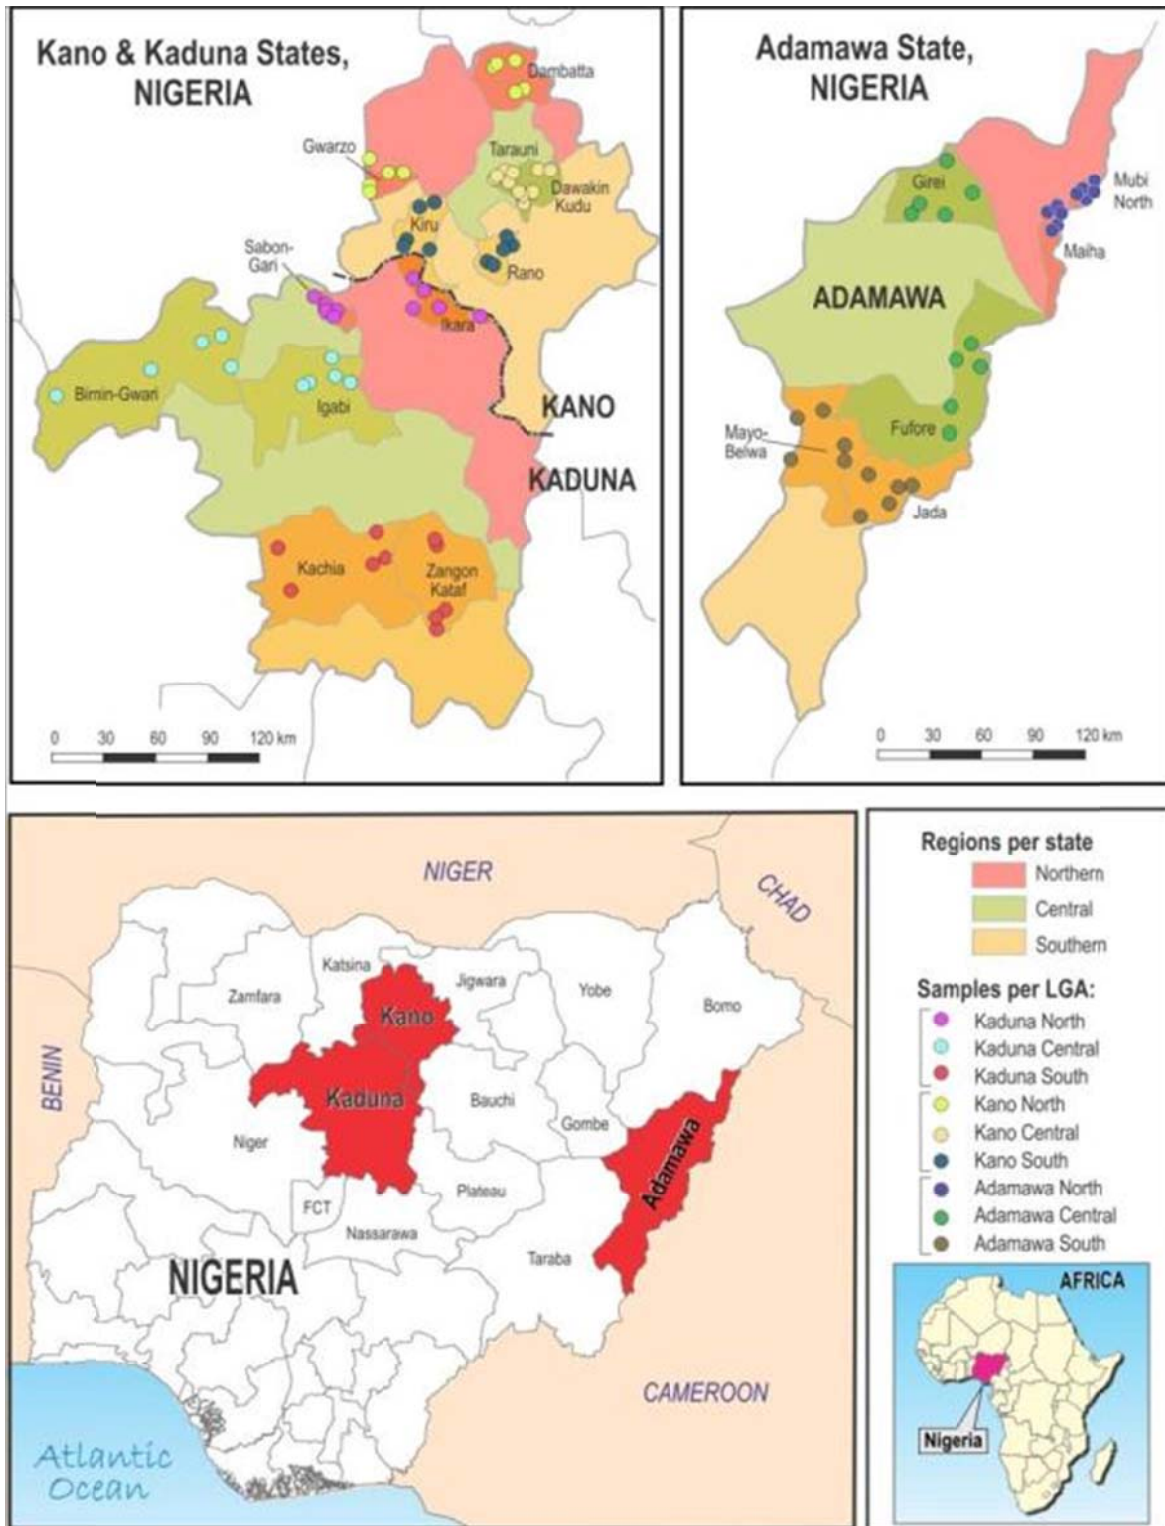 Kano & Kaduna States,
NIGERIA
Dambatta
Gwarzo
Tarauni
Dawakin
Kudu
Kiru
Sabon-
Gari
Rano
Ikara
Birnin-Gwari
Igabi
KANO
KADUNA
Kachia
Zangon
Kataf
0 30 60 90 120 km
Adamawa State,
NIGERIA
Girei
Mubi
North
Maiha
ADAMAWA
Mayo-
Belwa
Fufore
Jada
0 30 60 90 120 km
NIGER
CHAD
Katsina
Jigwara
Zamfara
Yobe
Borno
Kano
BENIN
Kaduna
Bauchi
Gombe
Niger
Adamawa
Plateau
FCT
Nassarawa
Taraba
NIGERIA
CAMEROON
Atlantic
Ocean
Regions per state
Northern
Central
Southern
Samples per LGA:
Kaduna North
Kaduna Central
Kaduna South
Kano North
Kano Central
Kano South
Adamawa North
Adamawa Central
Adamawa South
AFRICA
Nigeria